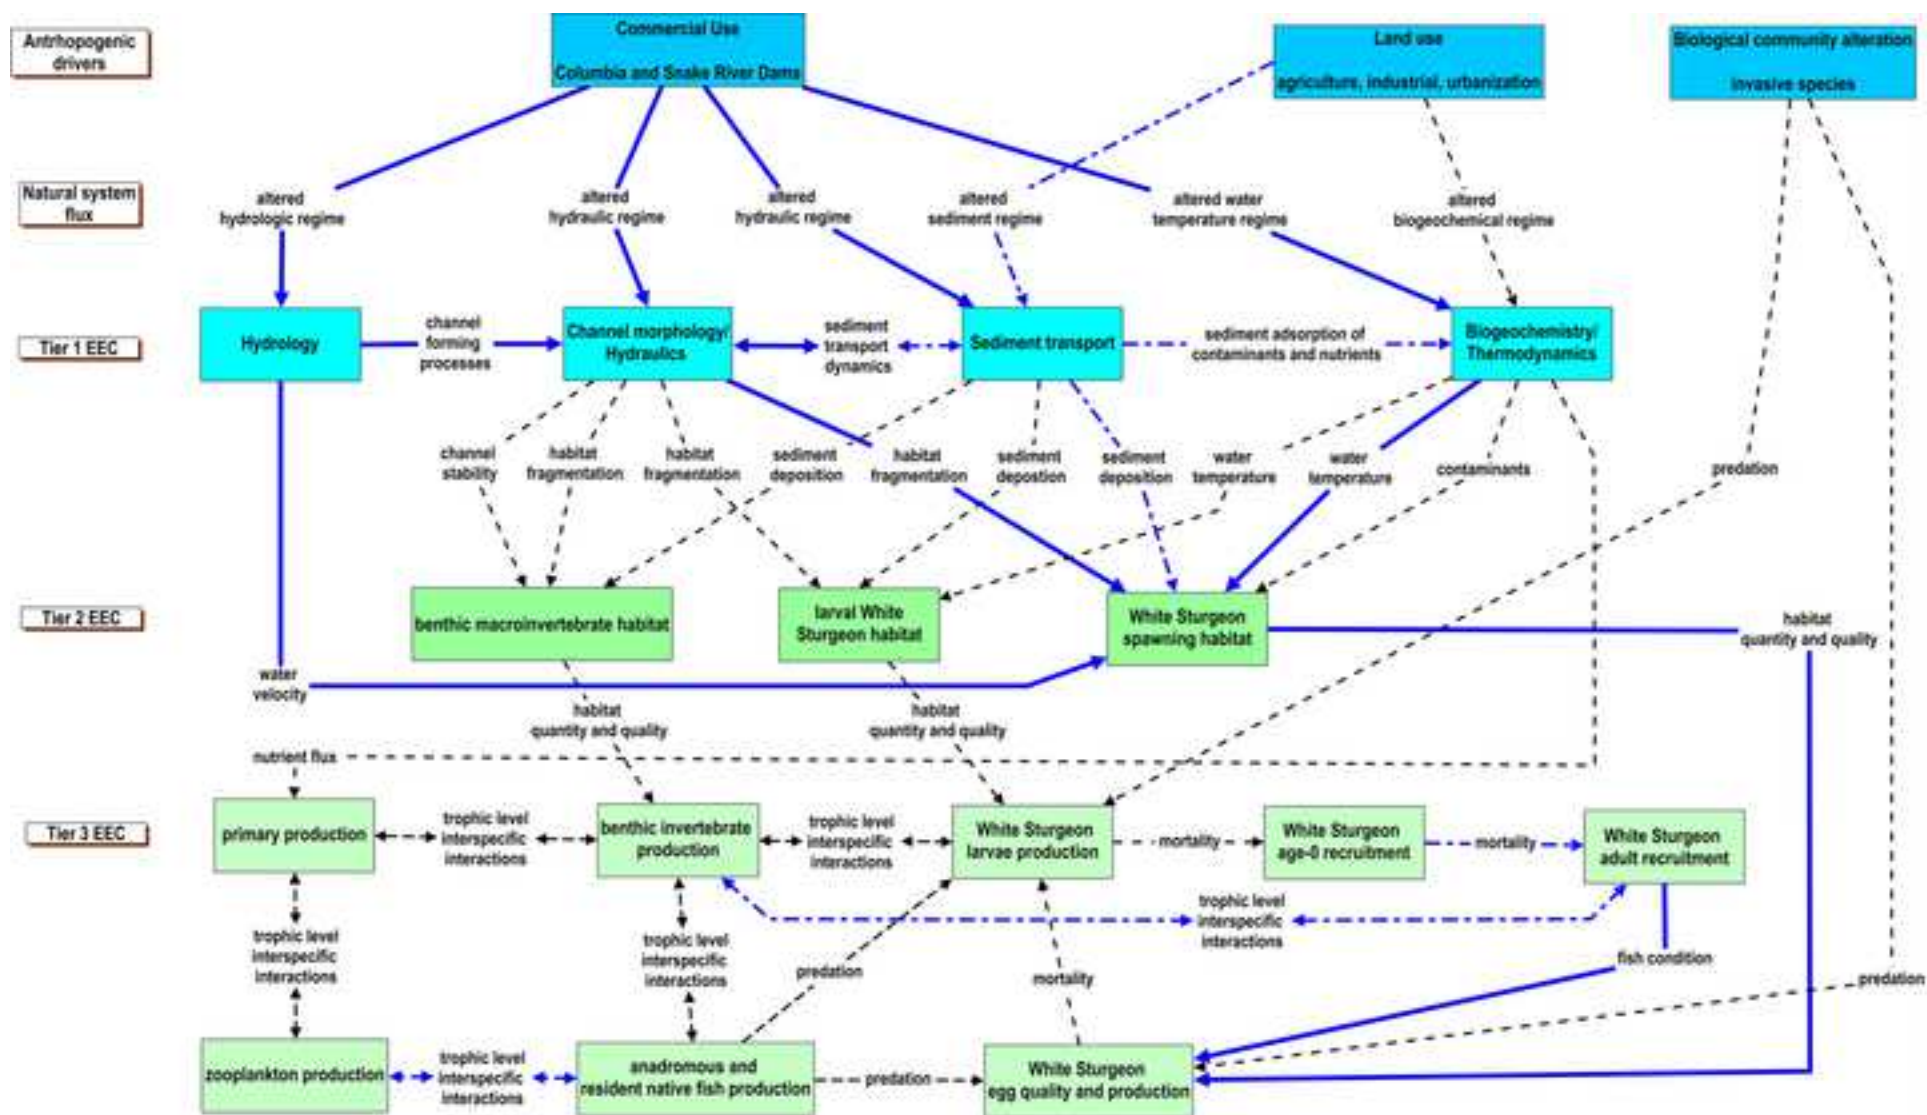 Antrhopogenic
drivers
Commercial Use
Columbia and Snake River Dams
Land use
agriculture, industrial, urbanization
Biological community alteration
invasive species
Natural system
flux
altered
hydrologic regime
altered
hydraulic regime
altered
hydraulic regime
altered
sediment regime
altered water
temperature regime
altered
biogeochemical regime
Tier 1 EEC
Hydrology
channel
forming
processes
Channel morphology/
Hydraulics
sediment
transport
dynamics
Sediment transport
sediment adsorption of
contaminants and nutrients
Biogeochemistry/
Thermodynamics
channel
stability
habitat
fragmentation
habitat
fragmentation
sediment
deposition
habitat
fragmentation
sediment
depostion
sediment
deposition
water
temperature
water
temperature
contaminants
predation
Tier 2 EEC
benthic macroinvertebrate habitat
larval White
Sturgeon habitat
White Sturgeon
spawning habitat
habitat
quantity and quality
water
velocity
habitat
quantity and quality
habitat
quantity and quality
nutrient flux
Tier 3 EEC
primary production
trophic level
interspecific
interactions
benthic invertebrate
production
trophic level
interspecific
interactions
White Sturgeon
larvae production
mortality
White Sturgeon
age-0 recruitment
mortality
White Sturgeon
adult recruitment
trophic level
interspecific
interactions
trophic level
interspecific
interactions
trophic level
interspecific
interactions
predation
mortality
fish condition
predation
zooplankton production
trophic level
interspecific
interactions
anadromous and
resident native fish production
predation
White Sturgeon
egg quality and production